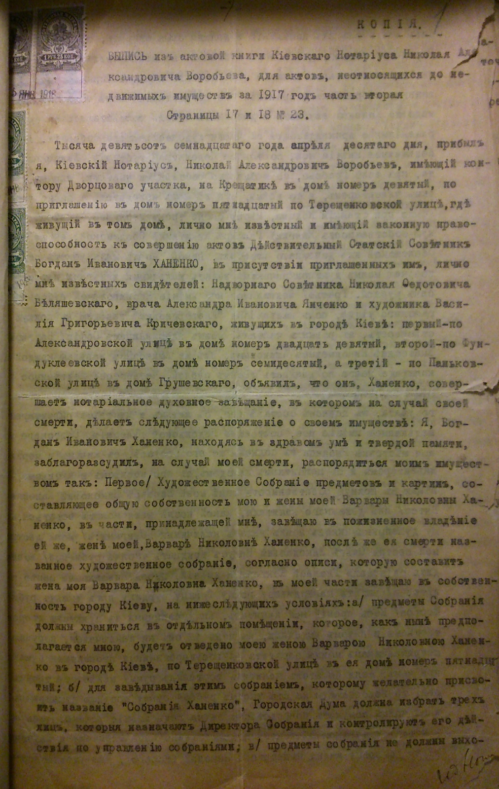 КОПІЯ.
ВЫПИСЬ изъ актовой книги Кіевскаго Нотаріуса Николая Ал
ксандровича Воробьева, для актовъ, неотносящихся до не-
движимыхъ имуществъ за 1917 годъ часть вторая
Страницы 17 и 18 № 23.
Тысяча девятьсот семнадцатаго года апрѣля десятаго дня, прибылъ
я, Кіевскій Нотаріусъ, Николай Александровичъ Воробьевъ, имѣющій кон-
тору Дворцоваго участка, на Крещатикѣ въ домѣ номеръ девятый, по
приглашенію въ домъ номеръ пятнадцатый по Терещенковской улицѣ, гдѣ
живущій въ томъ домѣ, лично мнѣ извѣстный и имѣющій законную право-
способность къ совершенію актовъ Дѣйствительный Статскій Совѣтникъ
Богданъ Ивановичъ ХАНЕНКО, въ присутствіи приглашенныхъ имъ, лично
мнѣ извѣстныхъ свидѣтелей: Надворнаго Совѣтника Николая Федотовича
Бѣляшевскаго, врача Александра Ивановича Янченко и художника Васи-
лія Григорьевича Кричевскаго, живущихъ въ городѣ Кіевѣ: первый-по
Александровской улицѣ въ домѣ номеръ двадцать девятый, второй-по Фун-
дуклеевской улицѣ въ домѣ номеръ семидесятый, а третій - по Паньков-
ской улицѣ въ домѣ Грушевскаго, объявилъ, что онъ, Ханенко, совер-
шаетъ нотаріальное духовное завѣщаніе, въ которомъ на случай своей
смерти, дѣлаетъ слѣдующее распоряженіе о своемъ имуществѣ: Я, Бог-
данъ Ивановичъ Ханенко, находясь въ здравомъ умѣ и твердой памяти,
заблагоразсудилъ, на случай моей смерти, распорядиться моимъ имущест-
вомъ такъ: Первое/ Художественное Собраніе предметовъ и картинъ, со-
ставляющее общую собственность мою и жены моей Варвары Николовны Ха-
ненко, въ части, принадлежащей мнѣ, завѣщаю въ пожизненное владѣніе
ей же, женѣ моей, Варварѣ Николовнѣ Ханенко, послѣ же ея смерти наз-
ванное художественное собраніе, согласно описи, которую составитъ
жена моя Варвара Николовна Ханенко, въ моей части завѣщаю въ собствен-
ность городу Кіеву, на нижеслѣдующихъ условіяхъ: а/ предметы Собранія
должны храниться въ отдѣльномъ помѣщеніи, которое, какъ нынѣ предпо-
лагается мною, будетъ отведено моею женою Варварою Николовною Ханен-
ко въ городѣ Кіевѣ, по Терещенковской улицѣ въ ея домѣ номеръ пятнадца
тый; б/ для завѣдыванія этимъ собраніемъ, которому желательно присво-
ить названіе "Собранія Ханенко", Городская Дума должна избрать трехъ
лицъ, которыя назначаютъ Директора Собранія и контролируютъ его дѣй-
ствія по управленію собраніями; в/ предметы собранія не должны выхо-